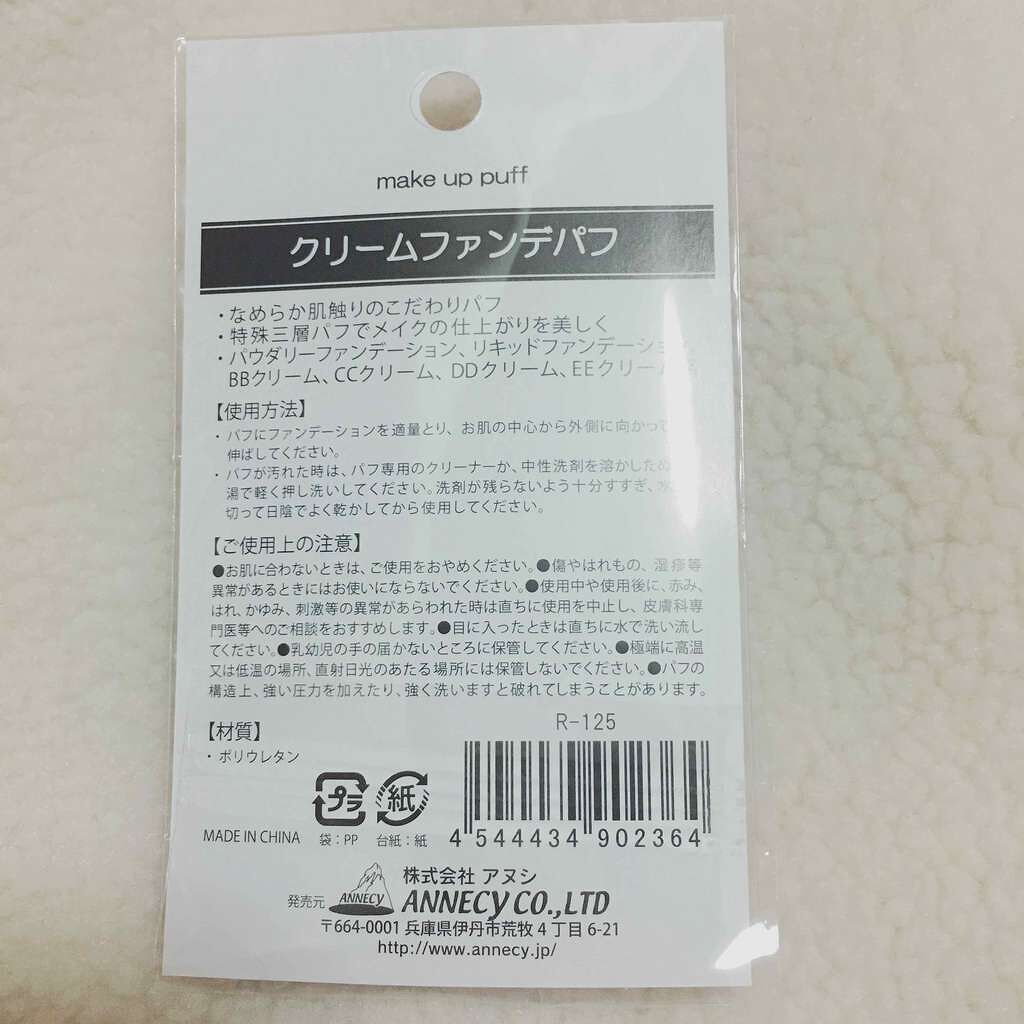 make up puff
クリームファンデパフ
・なめらか肌触りのこだわりパフ
・特殊三層パフでメイクの仕上がりを美しく
・パウダリーファンデーション、リキッドファンデーション、
BBクリーム、CCクリーム、DDクリーム、EEクリーム
【使用方法】
・パフにファンデーションを適量とり、お肌の中心から外側に向かって
伸ばしてください。
・パフが汚れた時は、パフ専用のクリーナーか、中性洗剤を溶かしたぬ
湯で軽く押し洗いしてください。洗剤が残らないよう十分すすぎ、水
切って日陰でよく乾かしてから使用してください。
【ご使用上の注意】
●お肌に合わないときは、ご使用をおやめください。●傷やはれもの、湿疹等
異常があるときにはお使いにならないでください。●使用中や使用後に、赤み、
はれ、かゆみ、刺激等の異常があらわれた時は直ちに使用を中止し、皮膚科専
門医等へのご相談をおすすめします。●目に入ったときは直ちに水で洗い流し
てください。●乳幼児の手の届かないところに保管してください。●極端に高温
又は低温の場所、直射日光のあたる場所には保管しないでください。●パフの
構造上、強い圧力を加えたり、強く洗いますと破れてしまうことがあります。
R-125
【材質】
・ポリウレタン
プラ 紙
MADE IN CHINA 袋：PP 台紙：紙
4 544434 902364
株式会社 アヌシ
発売元 ANNECY ANNECY CO.,LTD
〒664-0001 兵庫県伊丹市荒牧4丁目6-21
http://www.annecy.jp/